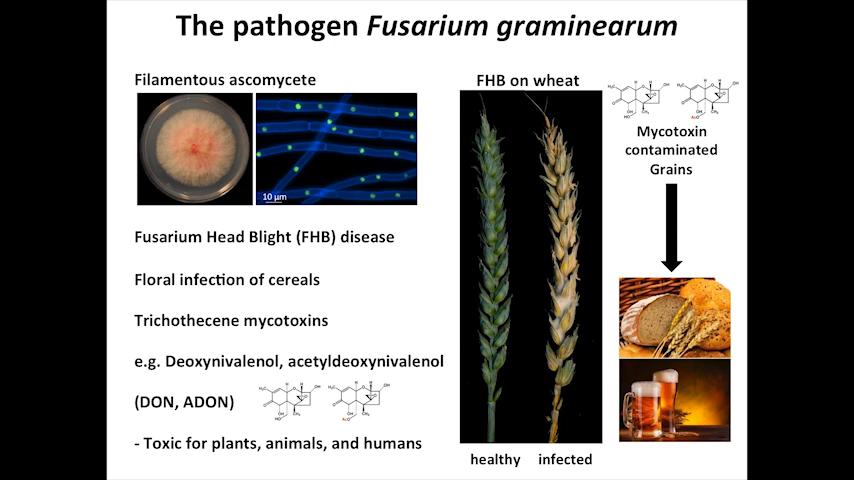 The pathogen Fusarium graminearum
Filamentous ascomycete
10 µm
Fusarium Head Blight (FHB) disease
Floral infection of cereals
Trichothecene mycotoxins
e.g. Deoxynivalenol, acetyldeoxynivalenol
(DON, ADON)
- Toxic for plants, animals, and humans
FHB on wheat
healthy infected
Mycotoxin
contaminated
Grains